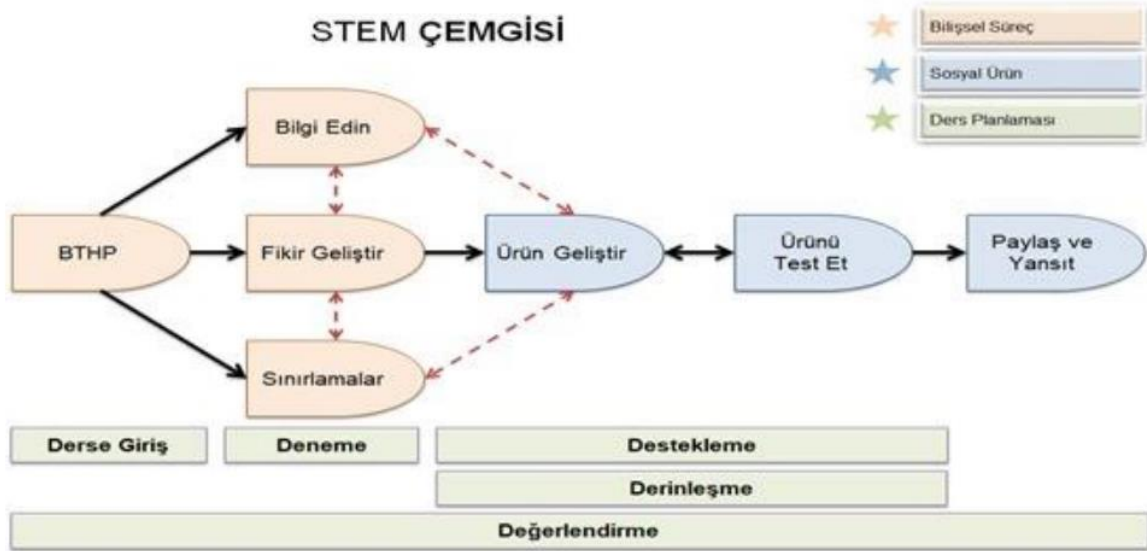 STEM ÇEMGİSİ
Bilişsel Süreç
Sosyal Ürün
Ders Planlaması
Bilgi Edin
BTHP
Fikir Geliştir
Ürün Geliştir
Ürünü
Test Et
Paylaş ve
Yansıt
Sınırlamalar
Derse Giriş
Deneme
Destekleme
Derinleşme
Değerlendirme